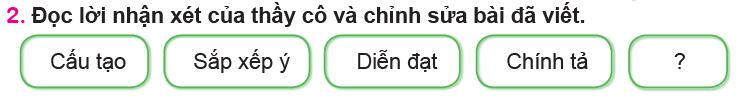 2. Đọc lời nhận xét của thầy cô và chỉnh sửa bài đã viết.
Cấu tạo Sắp xếp ý Diễn đạt Chính tả ?